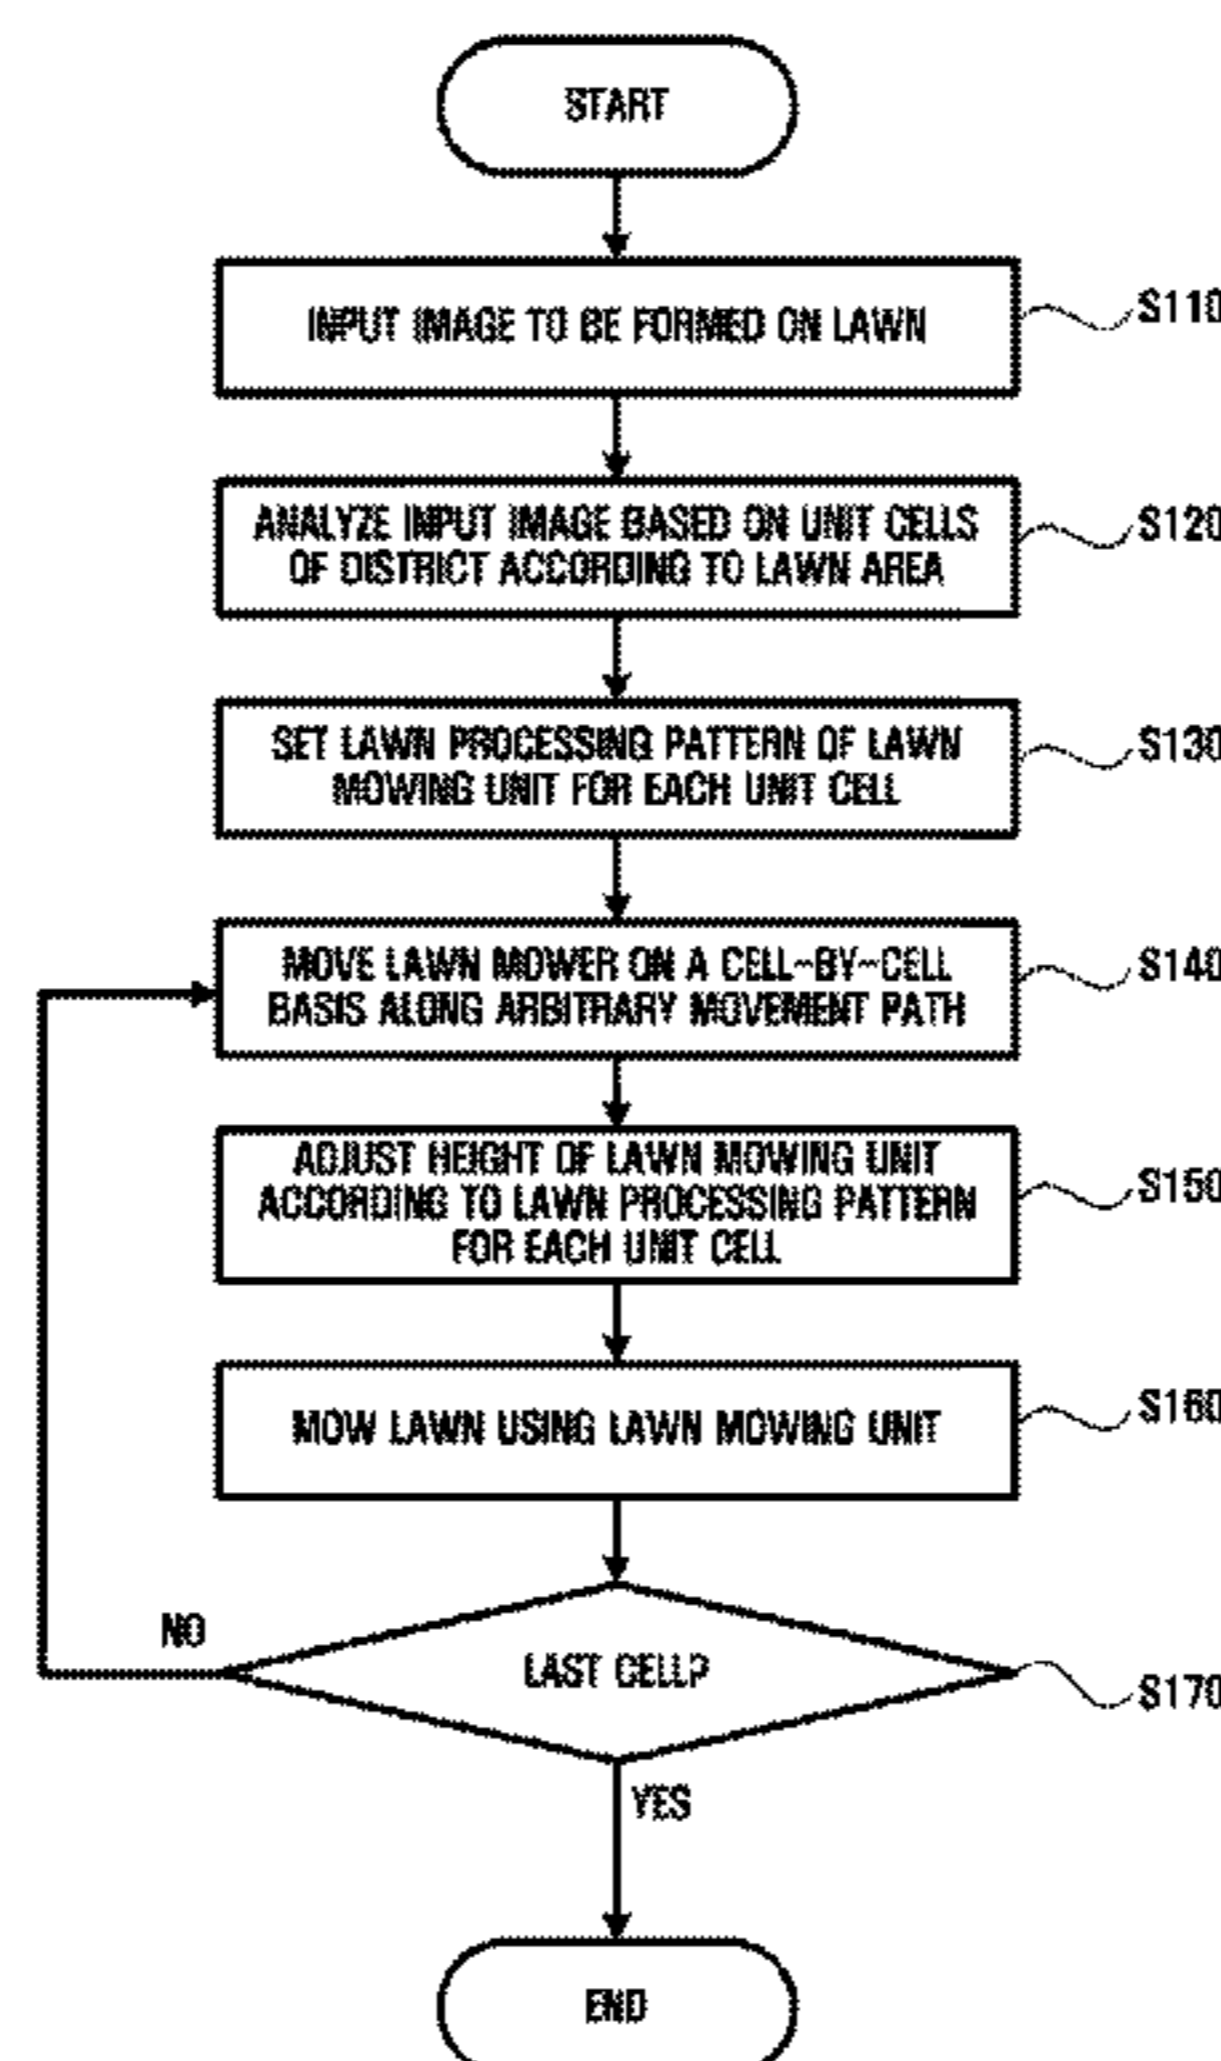 START
INPUT IMAGE TO BE FORMED ON LAWN
S110
ANALYZE INPUT IMAGE BASED ON UNIT CELLS
OF DISTRICT ACCORDING TO LAWN AREA
S120
SET LAWN PROCESSING PATTERN OF LAWN
MOWING UNIT FOR EACH UNIT CELL
S130
MOVE LAWN MOWER ON A CELL-BY-CELL
BASIS ALONG ARBITRARY MOVEMENT PATH
S140
ADJUST HEIGHT OF LAWN MOWING UNIT
ACCORDING TO LAWN PROCESSING PATTERN
FOR EACH UNIT CELL
S150
MOW LAWN USING LAWN MOWING UNIT
S160
NO
LAST CELL?
S170
YES
END